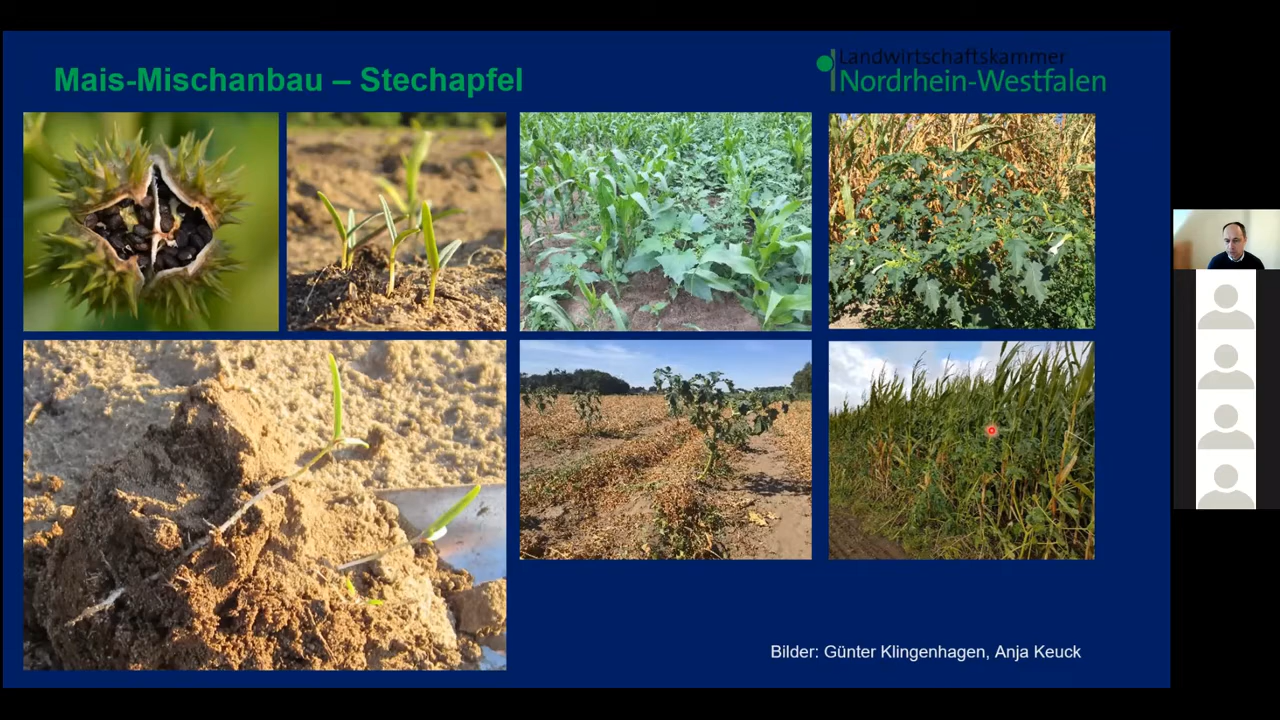 Mais-Mischanbau – Stechapfel
Landwirtschaftskammer
Nordrhein-Westfalen
Bilder: Günter Klingenhagen, Anja Keuck